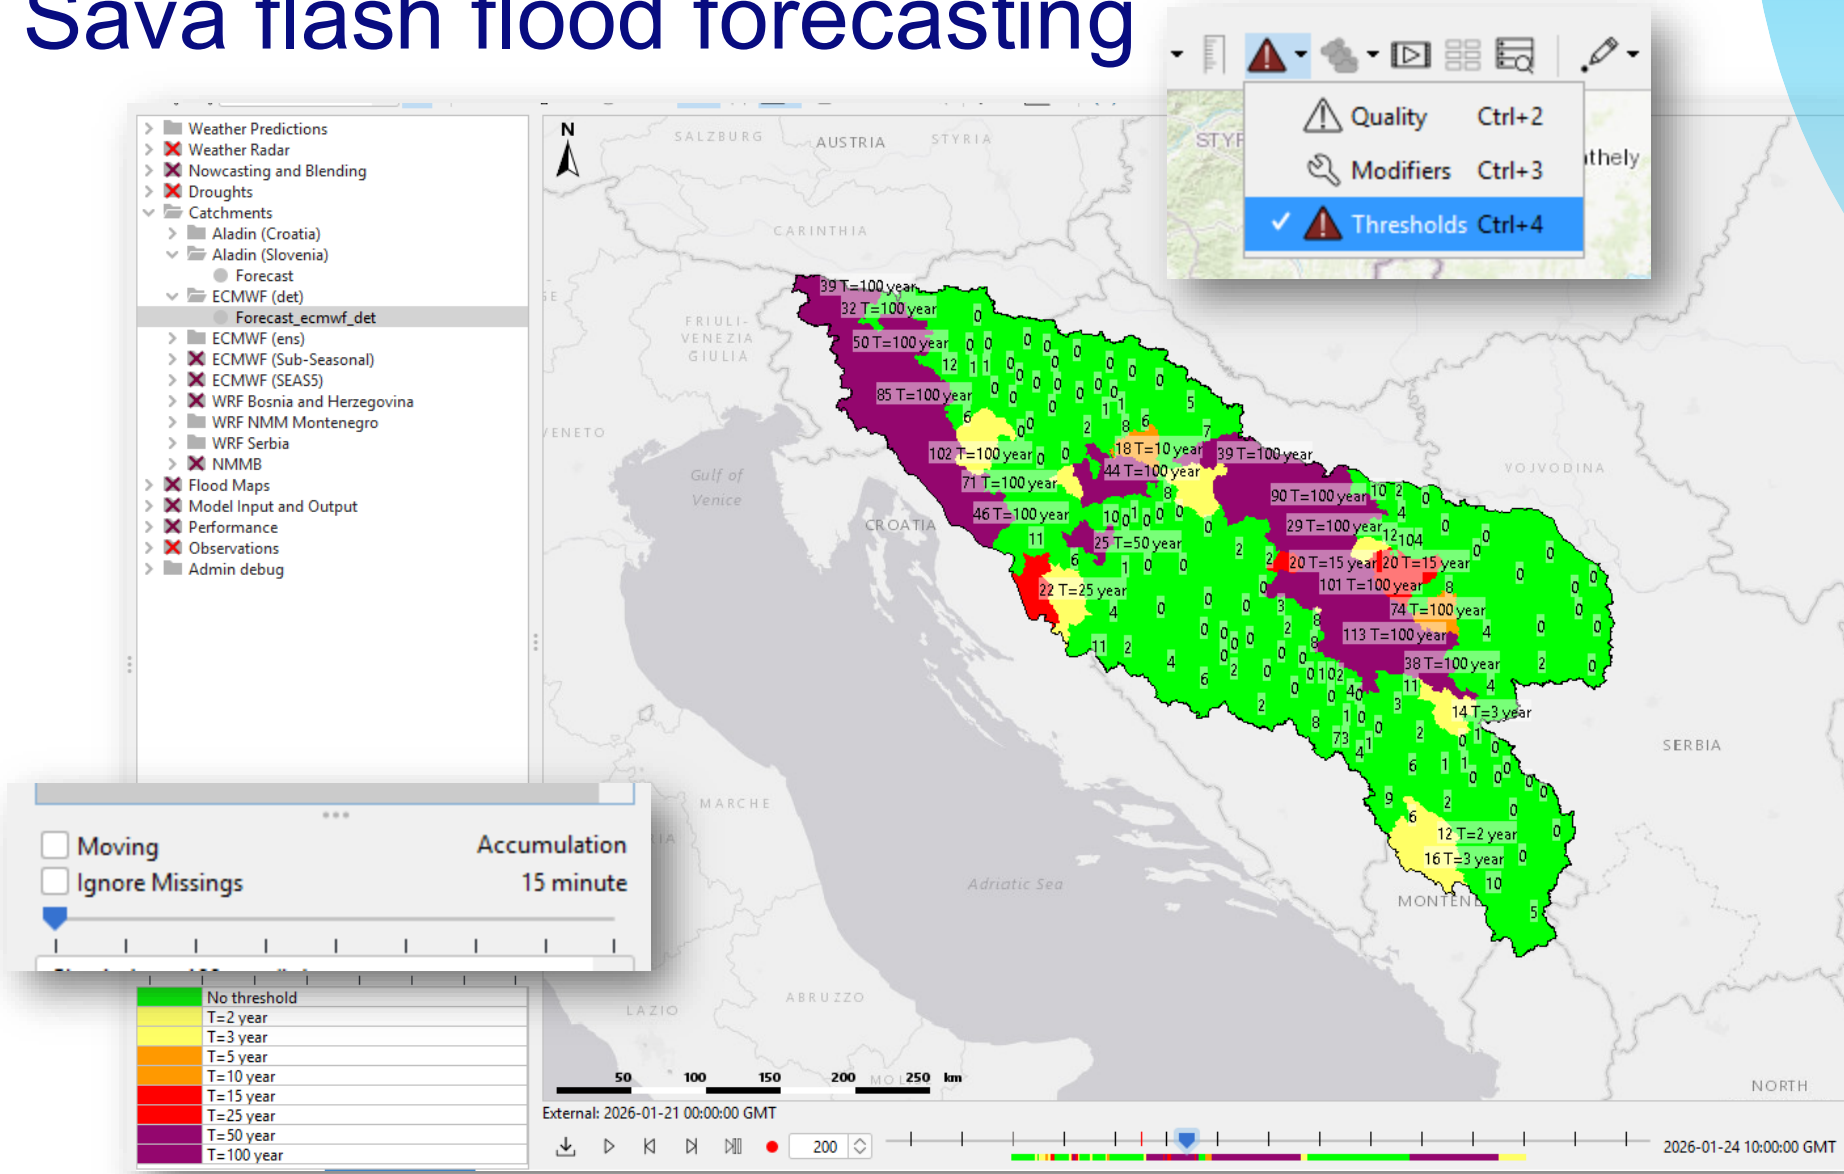 Sava flash flood forecasting
Quality Ctrl+2
Modifiers Ctrl+3
Thresholds Ctrl+4
STYR
thely
Weather Predictions
Weather Radar
Nowcasting and Blending
Droughts
Catchments
Aladin (Croatia)
Aladin (Slovenia)
Forecast
ECMWF (det)
Forecast_ecmwf_det
ECMWF (ens)
ECMWF (Sub-Seasonal)
ECMWF (SEAS5)
WRF Bosnia and Herzegovina
WRF NMM Montenegro
WRF Serbia
NMMB
Flood Maps
Model Input and Output
Performance
Observations
Admin debug
N
SALZBURG
AUSTRIA
STYRIA
CARINTHIA
FRIULI-
VENEZIA
GIULIA
VENETO
Gulf of
Venice
CROATIA
VOJVODINA
SERBIA
MARCHE
Adriatic Sea
MONTENE
ABRUZZO
LAZIO
MOLI
NORTH
39 T=100 year
32 T=100 year
50 T=100 year
85 T=100 year
102 T=100 year
18 T=10 year
39 T=100 year
44 T=100 year
71 T=100 year
90 T=100 year
46 T=100 year
29 T=100 year
25 T=50 year
20 T=15 year
20 T=15 year
101 T=100 year
22 T=25 year
74 T=100 year
113 T=100 year
38 T=100 year
14 T=3 year
12 T=2 year
16 T=3 year
Moving
Accumulation
Ignore Missings
15 minute
No threshold
T=2 year
T=3 year
T=5 year
T=10 year
T=15 year
T=25 year
T=50 year
T=100 year
50 100 150 200 250 km
External: 2026-01-21 00:00:00 GMT
200
2026-01-24 10:00:00 GMT